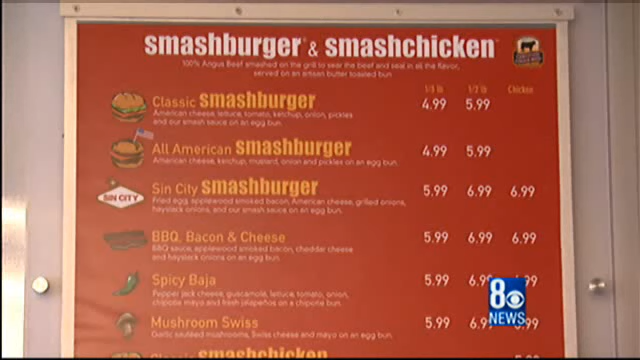 smashburger & smashchicken
100% Angus Beef smashed on the grill to sear the beef and seal in all the flavor,
served on an artisan butter toasted bun.
1/3 lb 1/2 lb Chicken
Classic smashburger 4.99 5.99
American cheese, lettuce, tomato, ketchup, onion, pickles
and our smash sauce on an egg bun.
All American smashburger 4.99 5.99
American cheese, ketchup, mustard, onion and pickles on an egg bun.
SIN CITY
Sin City smashburger 5.99 6.99 6.99
Fried egg, applewood smoked bacon, American cheese, grilled onions,
haystack onions, and our smash sauce on an egg bun.
BBQ, Bacon & Cheese 5.99 6.99 6.99
BBQ sauce, applewood smoked bacon, cheddar cheese
and haystack onions on an egg bun.
Spicy Baja 5.99 6.99 .99
Pepper jack cheese, guacamole, lettuce, tomato, onion,
chipotle mayo and fresh jalapeños on a chipotle bun.
Mushroom Swiss 5.99 6.9 .99
Garlic sautéed mushrooms, Swiss cheese and mayo on an egg bun.
Classic smashchicken
8
NEWS